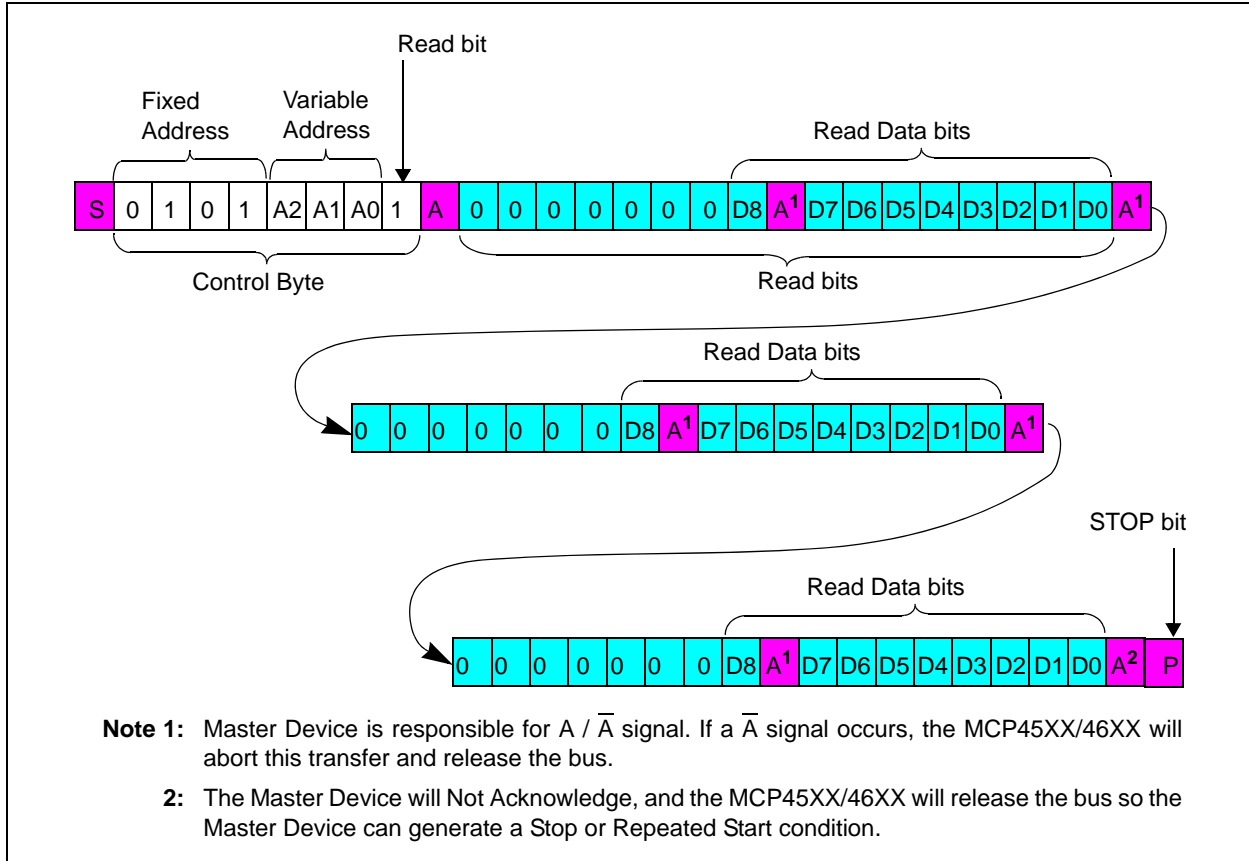 Read bit
Fixed Address
Variable Address
Read Data bits
S 0 1 0 1 A2 A1 A0 1 A 0 0 0 0 0 0 0 D8 A¹ D7 D6 D5 D4 D3 D2 D1 D0 A¹
Control Byte
Read bits
Read Data bits
0 0 0 0 0 0 0 D8 A¹ D7 D6 D5 D4 D3 D2 D1 D0 A¹
STOP bit
Read Data bits
0 0 0 0 0 0 0 D8 A¹ D7 D6 D5 D4 D3 D2 D1 D0 A² P
Note 1: Master Device is responsible for A / A̅ signal. If a A̅ signal occurs, the MCP45XX/46XX will
abort this transfer and release the bus.
2: The Master Device will Not Acknowledge, and the MCP45XX/46XX will release the bus so the
Master Device can generate a Stop or Repeated Start condition.